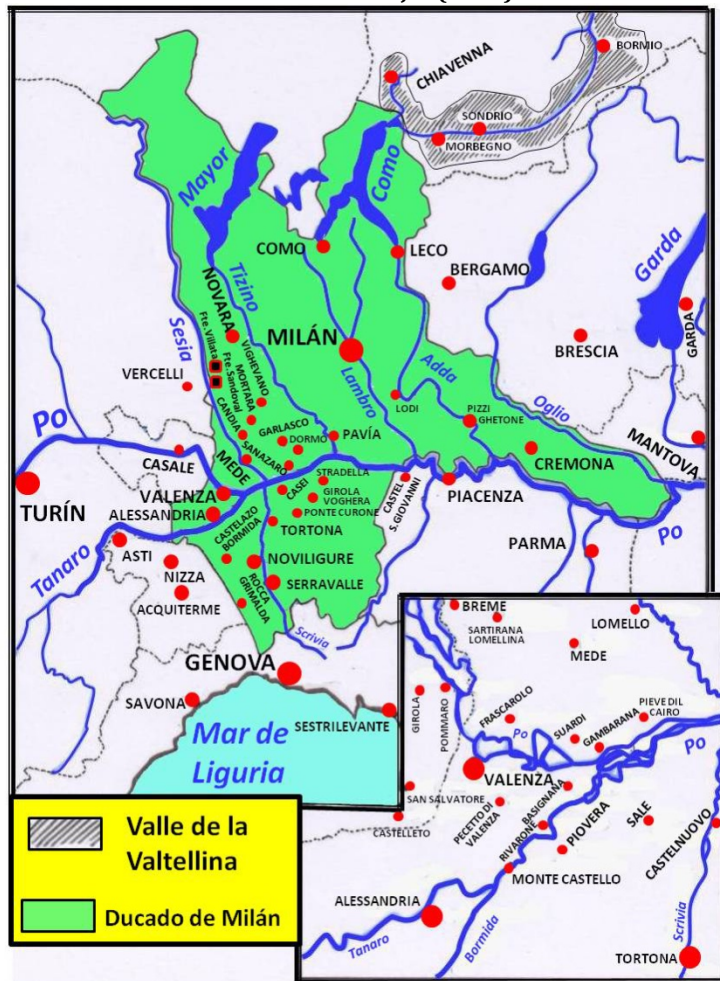 BORMIO
CHIAVENNA
SONDRIO
MORBEGNO
Mayor
Como
COMO
LECO
BERGAMO
Garda
GARDA
Tizino
NOVARA
Fte.Villata
Fte.Sandoval
VIGHEVANO
MORTARA
CANDIA
Sesia
MILÁN
BRESCIA
VERCELLI
Lambro
Adda
Oglio
LODI
PIZZI
GHETONE
GARLASCO
DORMO
PAVÍA
SANAZARO
Po
CASALE
MEDE
CREMONA
MANTOVA
STRADELLA
TURÍN
VALENZA
CASEI
GIROLA
VOGHERA
CASTEL
S.GIOVANNI
PIACENZA
ALESSANDRIA
PONTE CURONE
TORTONA
CASTELAZO
BORMIDA
Po
Tanaro
ASTI
PARMA
NIZZA
NOVILIGURE
ACQUITERME
ROCCA
GRIMALDA
SERRAVALLE
Scrivia
GENOVA
SAVONA
SESTRILEVANTE
Mar de
Liguria
BREME
LOMELLO
SARTIRANA
LOMELLINA
MEDE
GIROLA
POMMARO
FRASCAROLO
Po
SUARDI
GAMBARANA
PIEVE DIL
CAIRO
Po
VALENZA
SAN SALVATORE
PECETTO DI
VALENZA
BASIGNANA
RIVARONE
PIOVERA
SALE
CASTELNUOVO
CASTELLETO
MONTE CASTELLO
ALESSANDRIA
Tanaro
Bormida
Scrivia
TORTONA
Valle de la
Valtellina
Ducado de Milán